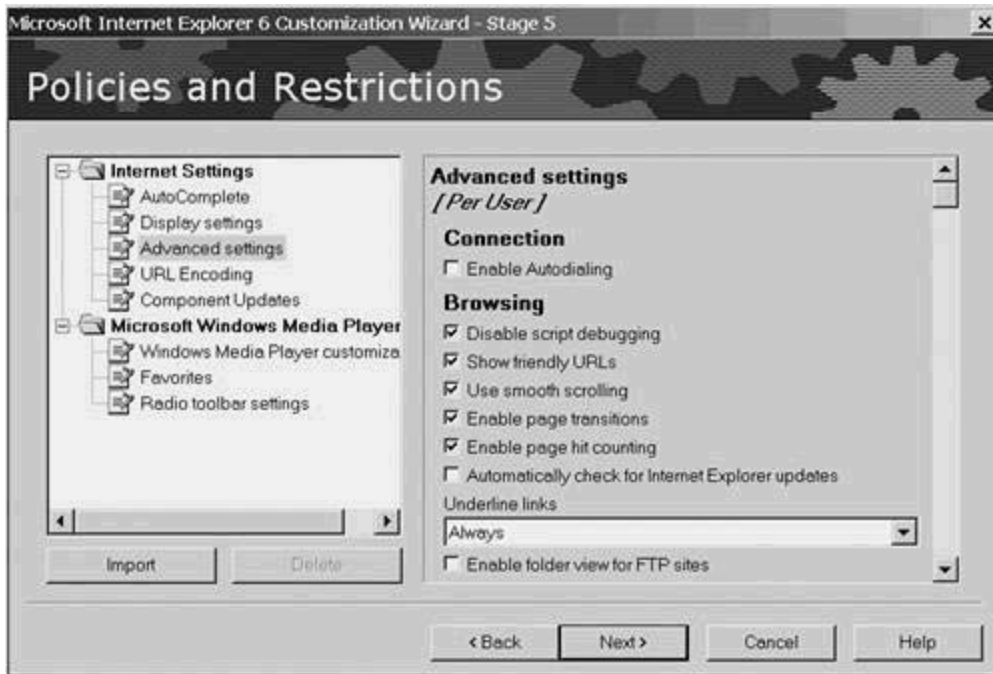 Microsoft Internet Explorer 6 Customization Wizard - Stage 5
Policies and Restrictions
Internet Settings
AutoComplete
Display settings
Advanced settings
URL Encoding
Component Updates
Microsoft Windows Media Player
Windows Media Player customiza
Favorites
Radio toolbar settings
Import
Delete
Advanced settings
[ Per User ]
Connection
Enable Autodialing
Browsing
Disable script debugging
Show friendly URLs
Use smooth scrolling
Enable page transitions
Enable page hit counting
Automatically check for Internet Explorer updates
Underline links
Always
Enable folder view for FTP sites
< Back
Next >
Cancel
Help